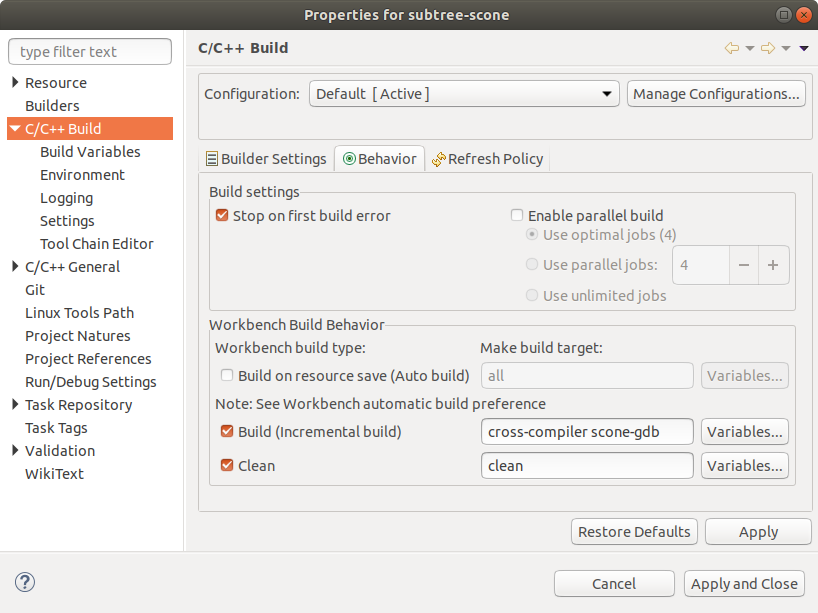 Properties for subtree-scone
type filter text
Resource
Builders
C/C++ Build
Build Variables
Environment
Logging
Settings
Tool Chain Editor
C/C++ General
Git
Linux Tools Path
Project Natures
Project References
Run/Debug Settings
Task Repository
Task Tags
Validation
WikiText
C/C++ Build
Configuration: Default [ Active ] Manage Configurations...
Builder Settings Behavior Refresh Policy
Build settings
Stop on first build error Enable parallel build
Use optimal jobs (4)
Use parallel jobs: 4 − +
Use unlimited jobs
Workbench Build Behavior
Workbench build type: Make build target:
Build on resource save (Auto build) all Variables...
Note: See Workbench automatic build preference
Build (Incremental build) cross-compiler scone-gdb Variables...
Clean clean Variables...
Restore Defaults Apply
? Cancel Apply and Close